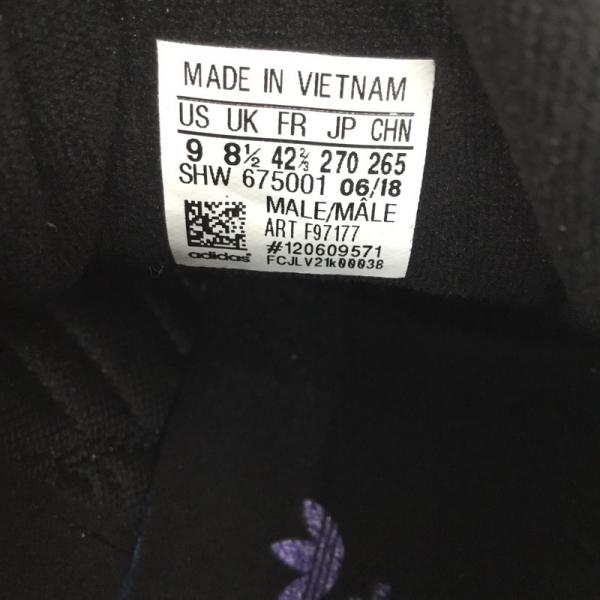 MADE IN VIETNAM
US UK FR JP CHN
9 8½ 42⅔ 270 265
SHW 675001 06/18
MALE/MÂLE
ART F97177
#120609571
adidas FCJLV21k00038